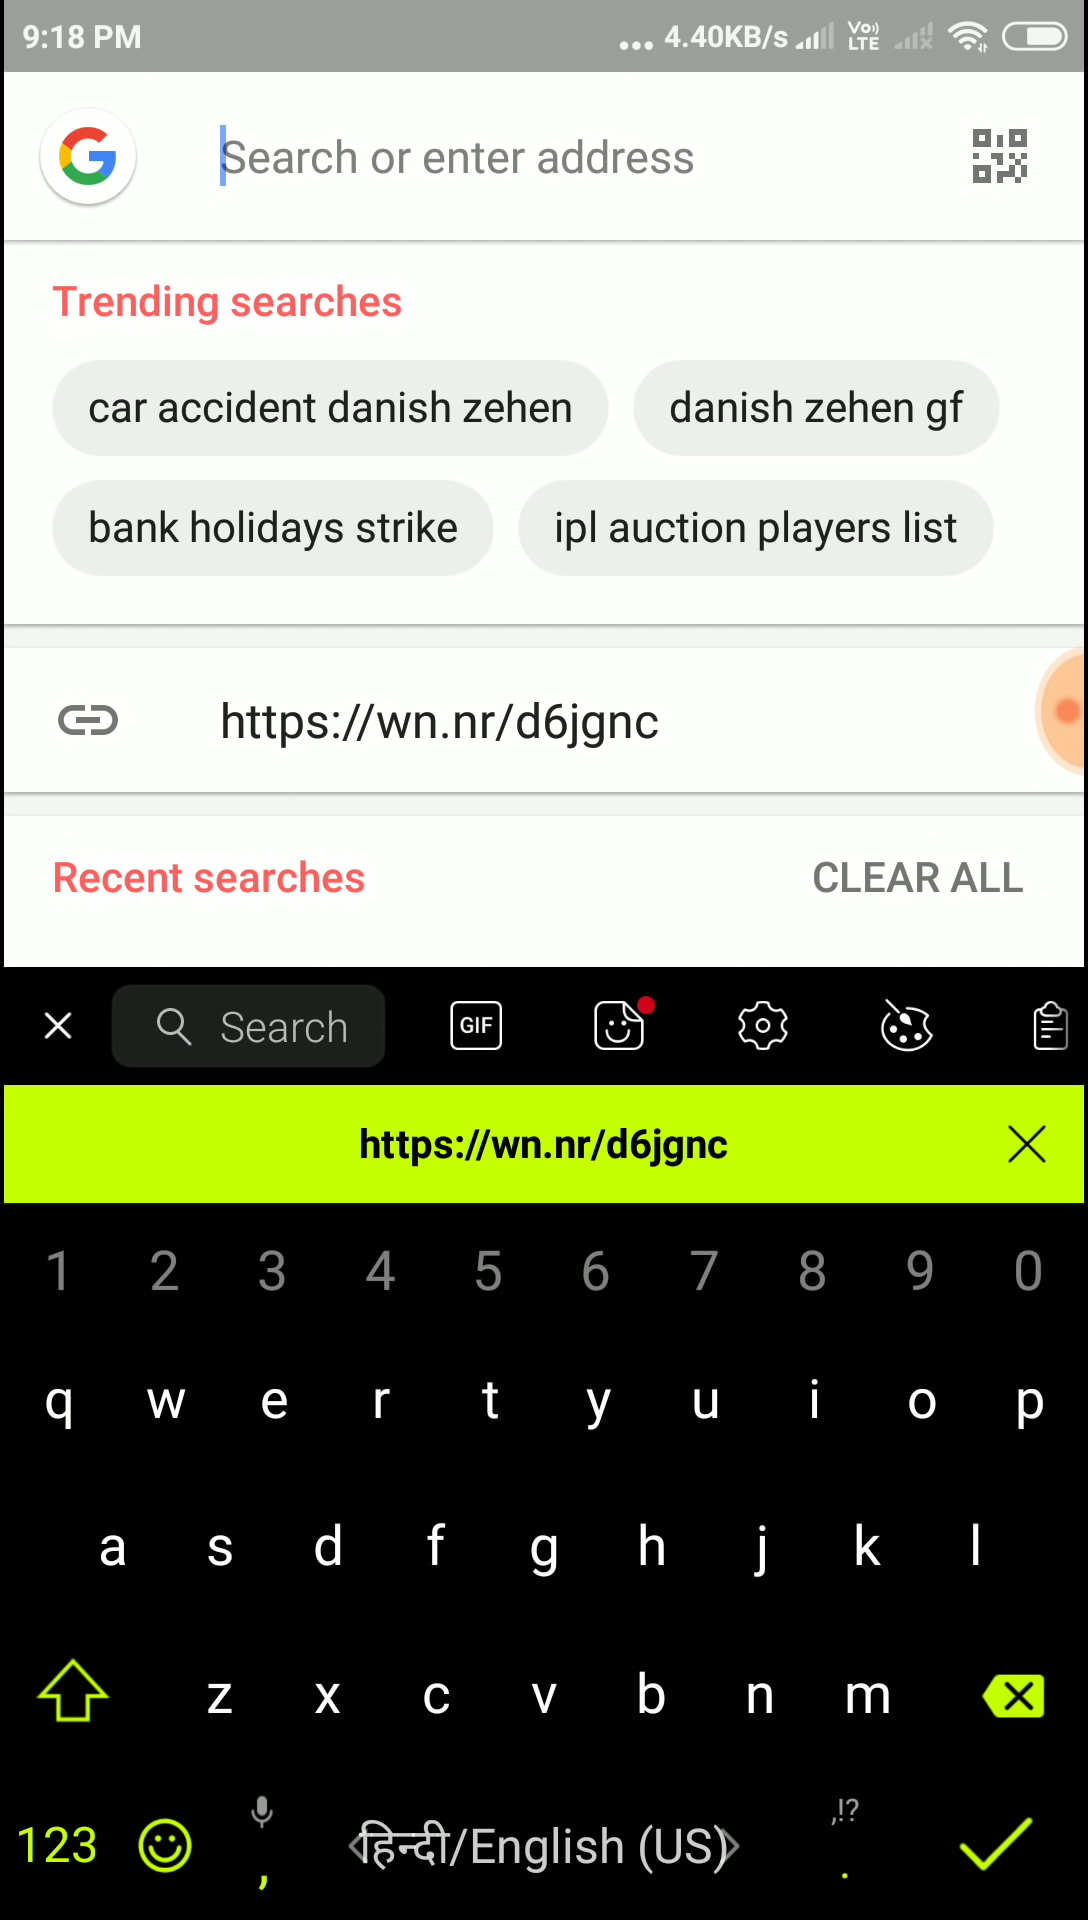 9:18 PM ... 4.40KB/s Vo)) LTE
Search or enter address
Trending searches
car accident danish zehen
danish zehen gf
bank holidays strike
ipl auction players list
https://wn.nr/d6jgnc
Recent searches CLEAR ALL
Search GIF
https://wn.nr/d6jgnc
1 2 3 4 5 6 7 8 9 0
q w e r t y u i o p
a s d f g h j k l
z x c v b n m
,!?
123 , हिन्दी/English (US) .